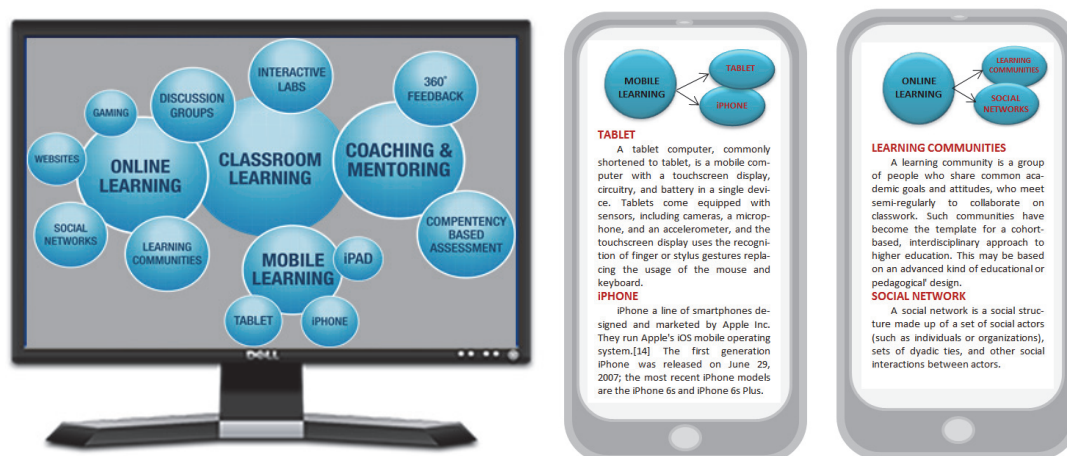 INTERACTIVE
LABS
360°
FEEDBACK
DISCUSSION
GROUPS
GAMING
WEBSITES
ONLINE
LEARNING
CLASSROOM
LEARNING
COACHING &
MENTORING
SOCIAL
NETWORKS
LEARNING
COMMUNITIES
MOBILE
LEARNING
iPAD
COMPENTENCY
BASED
ASSESSMENT
TABLET
iPHONE
DELL
MOBILE
LEARNING
TABLET
iPHONE
TABLET
A tablet computer, commonly
shortened to tablet, is a mobile com-
puter with a touchscreen display,
circuitry, and battery in a single devi-
ce. Tablets come equipped with
sensors, including cameras, a microp-
hone, and an accelerometer, and the
touchscreen display uses the recogni-
tion of finger or stylus gestures repla-
cing the usage of the mouse and
keyboard.
iPHONE
iPhone a line of smartphones de-
signed and marketed by Apple Inc.
They run Apple's iOS mobile operating
system.[14] The first generation
iPhone was released on June 29,
2007; the most recent iPhone models
are the iPhone 6s and iPhone 6s Plus.
ONLINE
LEARNING
LEARNING
COMMUNITIES
SOCIAL
NETWORKS
LEARNING COMMUNITIES
A learning community is a group
of people who share common aca-
demic goals and attitudes, who meet
semi-regularly to collaborate on
classwork. Such communities have
become the template for a cohort-
based, interdisciplinary approach to
higher education. This may be based
on an advanced kind of educational or
pedagogical' design.
SOCIAL NETWORK
A social network is a social struc-
ture made up of a set of social actors
(such as individuals or organizations),
sets of dyadic ties, and other social
interactions between actors.